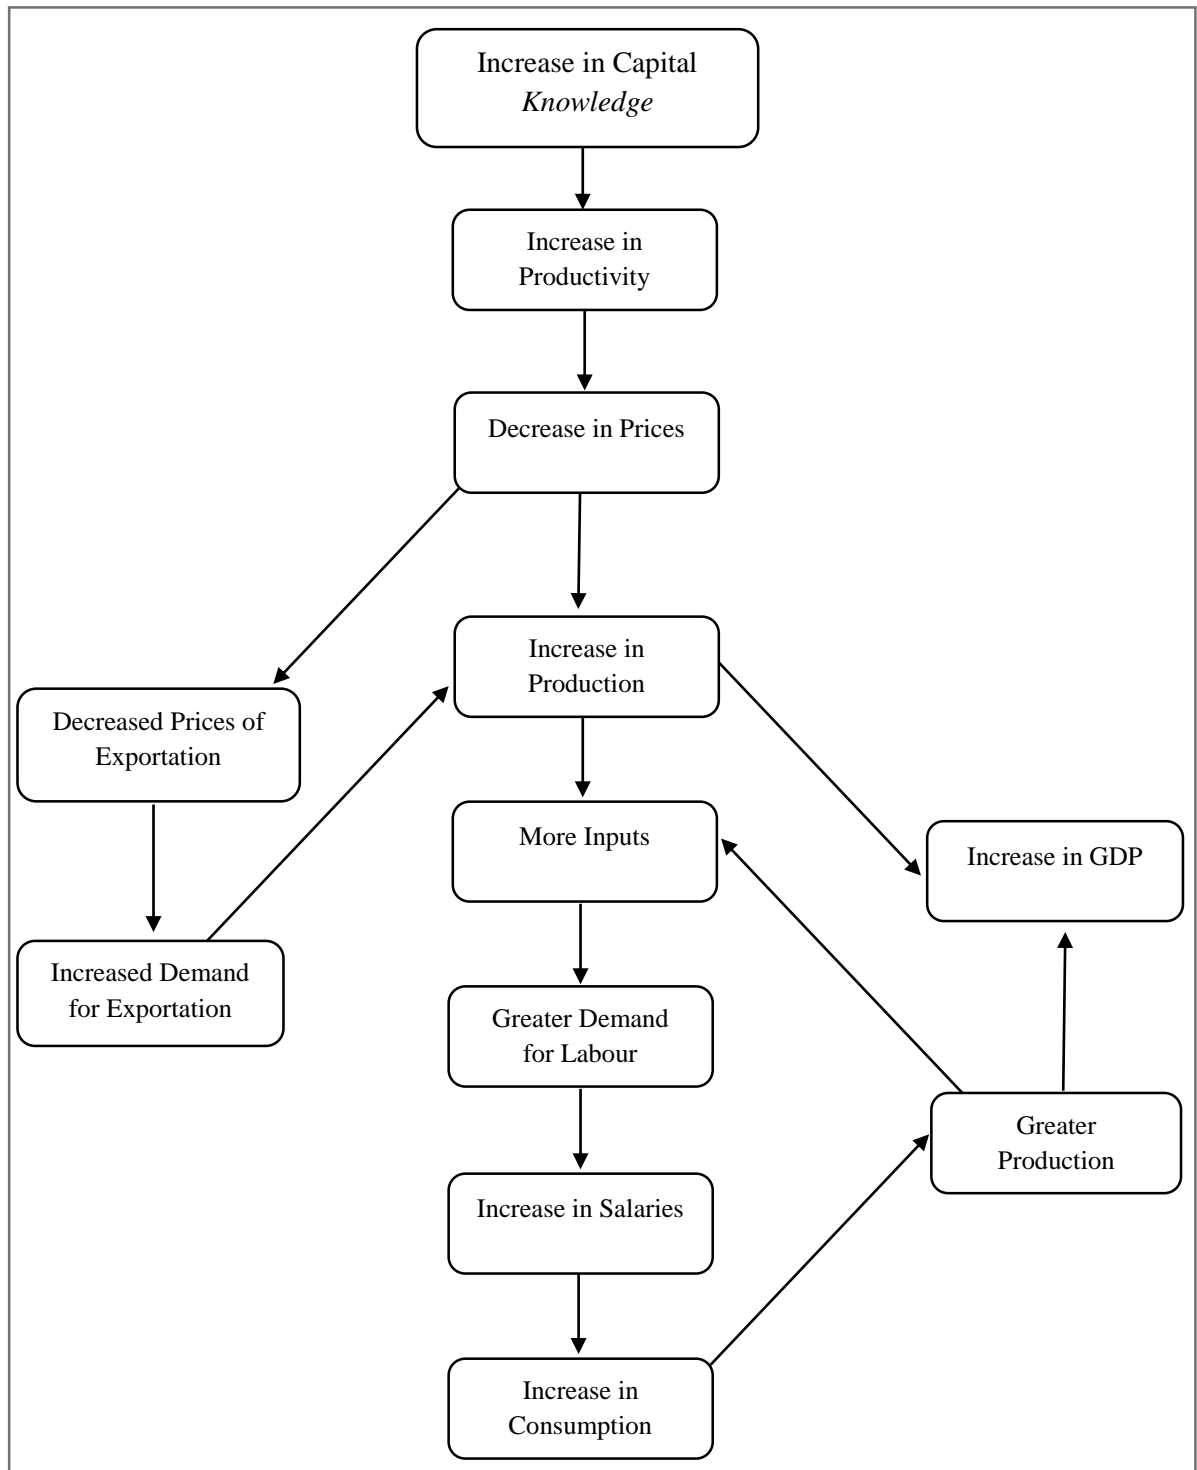 Increase in Capital
Knowledge
Increase in
Productivity
Decrease in Prices
Increase in
Production
Decreased Prices of
Exportation
More Inputs
Increase in GDP
Increased Demand
for Exportation
Greater Demand
for Labour
Greater
Production
Increase in Salaries
Increase in
Consumption